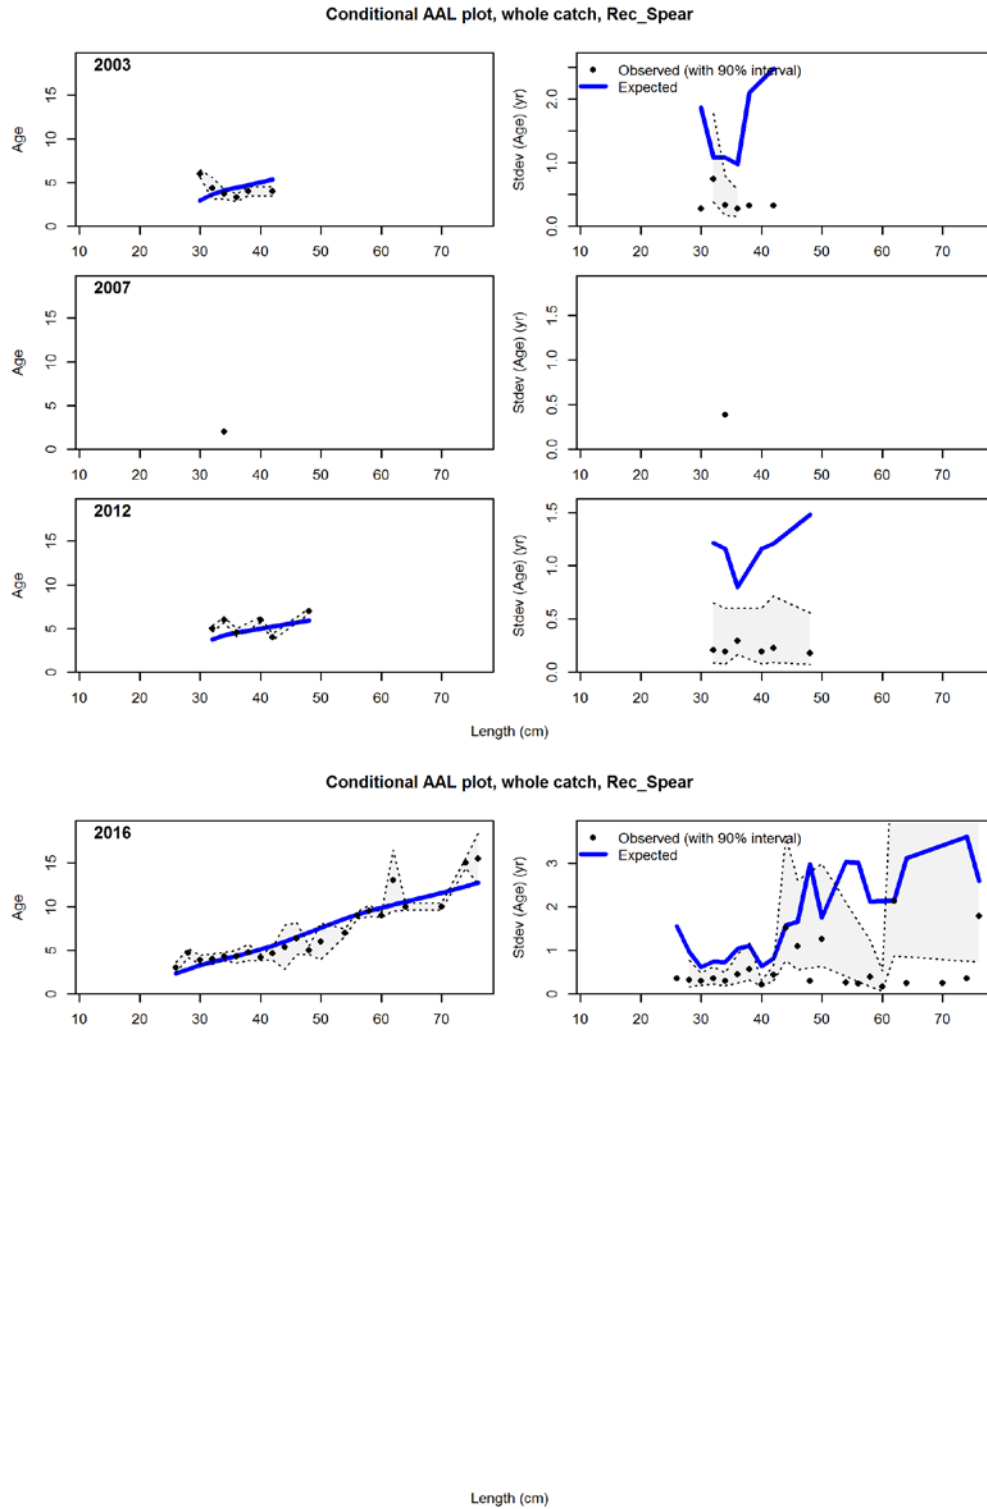 Conditional AAL plot, whole catch, Rec_Spear
2003
Age
0 5 10 15
10 20 30 40 50 60 70
Observed (with 90% interval)
Expected
Stdev (Age) (yr)
0.0 1.0 2.0
10 20 30 40 50 60 70
2007
Age
0 5 10 15
10 20 30 40 50 60 70
Stdev (Age) (yr)
0.0 0.5 1.0 1.5
10 20 30 40 50 60 70
2012
Age
0 5 10 15
10 20 30 40 50 60 70
Stdev (Age) (yr)
0.0 0.5 1.0 1.5
10 20 30 40 50 60 70
Length (cm)
Conditional AAL plot, whole catch, Rec_Spear
2016
Age
0 5 10 15
10 20 30 40 50 60 70
Observed (with 90% interval)
Expected
Stdev (Age) (yr)
0 1 2 3
10 20 30 40 50 60 70
Length (cm)